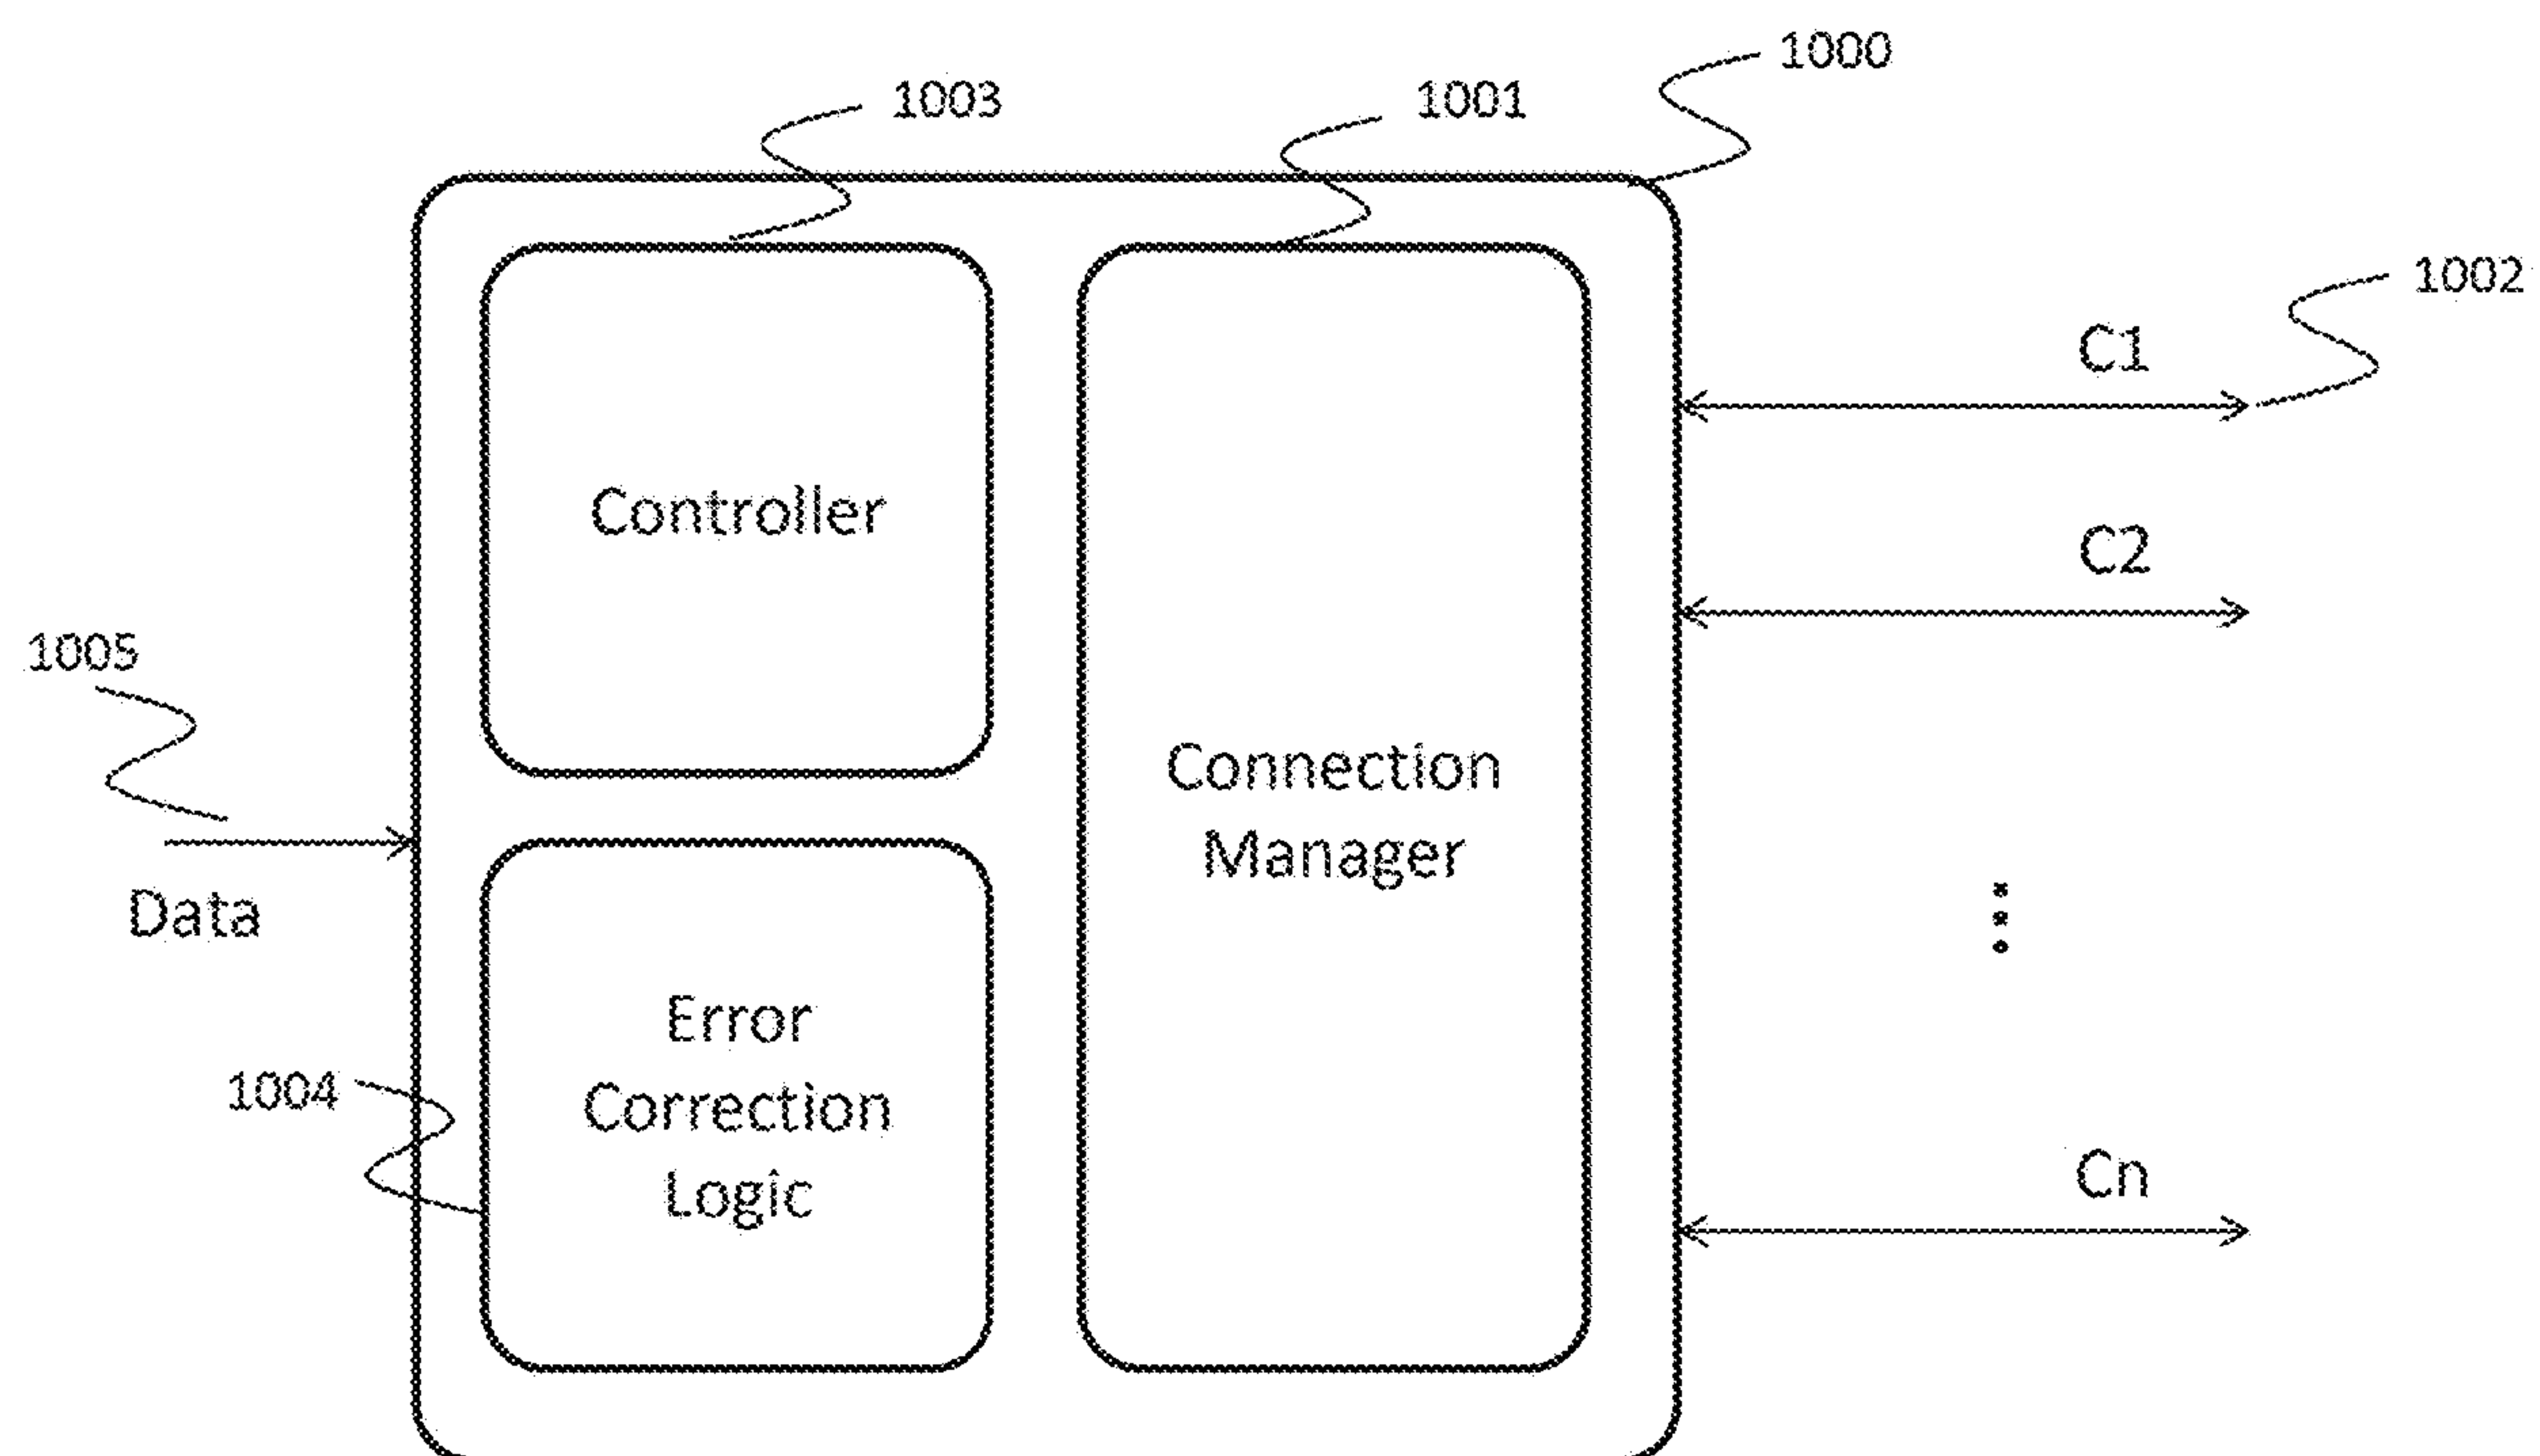 1000
1003
1001
1002
C1
Controller
C2
1005
Connection
Manager
Data
Error
Correction
Logic
1004
Cn